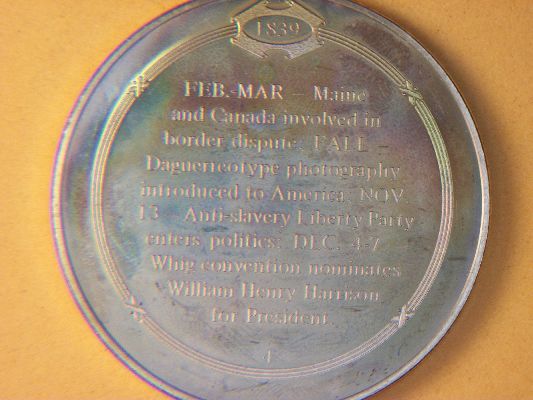 1839
FEB.-MAR – Maine
and Canada involved in
border dispute; FALL –
Daguerreotype photography
introduced to America; NOV.
13 – Anti-slavery Liberty Party
enters politics; DEC. 4-7
Whig convention nominates
William Henry Harrison
for President.